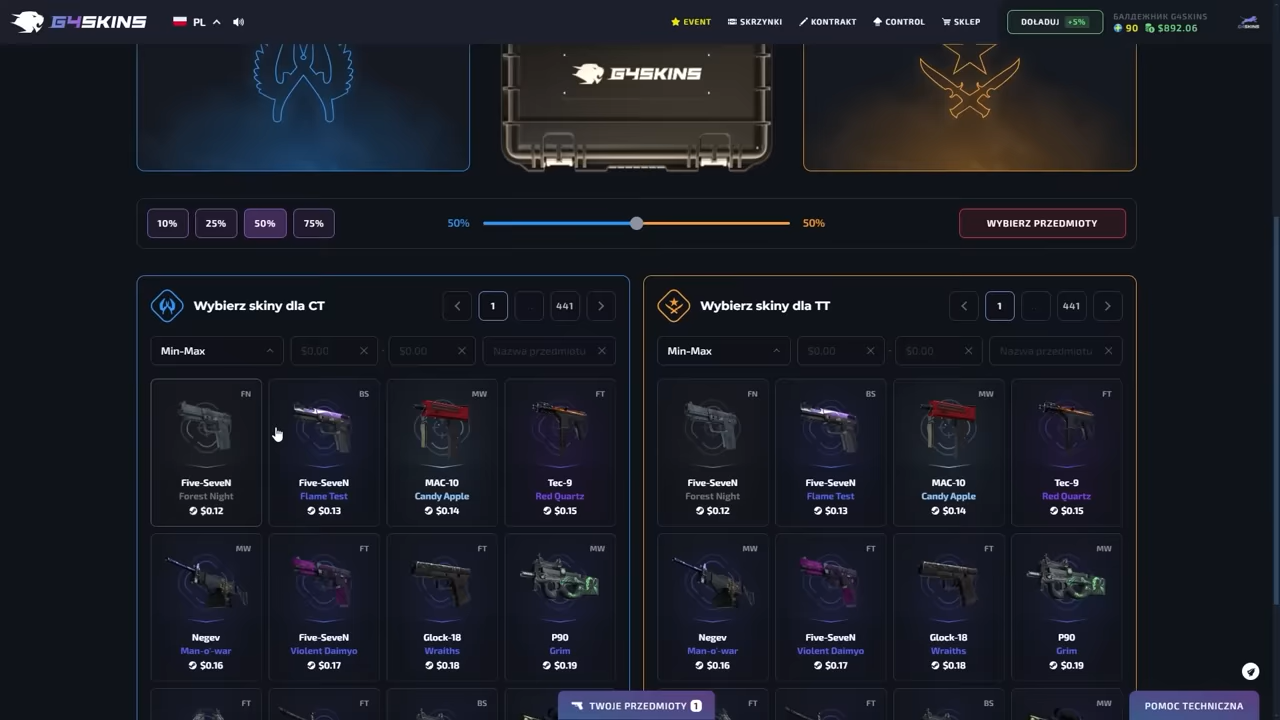 G4SKINS
PL
EVENT
SKRZYNKI
KONTRAKT
CONTROL
SKLEP
DOŁADUJ +5%
БАЛДЕЖНИК G4SKINS
90 $892.06
G4SKINS
10% 25% 50% 75%
50% 50%
WYBIERZ PRZEDMIOTY
Wybierz skiny dla CT
1 ... 441
Min-Max $0.00 - $0.00 Nazwa przedmiotu
FN
Five-SeveN
Forest Night
$0.12
BS
Five-SeveN
Flame Test
$0.13
MW
MAC-10
Candy Apple
$0.14
FT
Tec-9
Red Quartz
$0.15
MW
Negev
Man-o'-war
$0.16
FT
Five-SeveN
Violent Daimyo
$0.17
FT
Glock-18
Wraiths
$0.18
MW
P90
Grim
$0.19
FT
FT
BS
Wybierz skiny dla TT
1 ... 441
Min-Max $0.00 - $0.00 Nazwa przedmiotu
FN
Five-SeveN
Forest Night
$0.12
BS
Five-SeveN
Flame Test
$0.13
MW
MAC-10
Candy Apple
$0.14
FT
Tec-9
Red Quartz
$0.15
MW
Negev
Man-o'-war
$0.16
FT
Five-SeveN
Violent Daimyo
$0.17
FT
Glock-18
Wraiths
$0.18
MW
P90
Grim
$0.19
FT
FT
BS
MW
TWOJE PRZEDMIOTY 1
POMOC TECHNICZNA